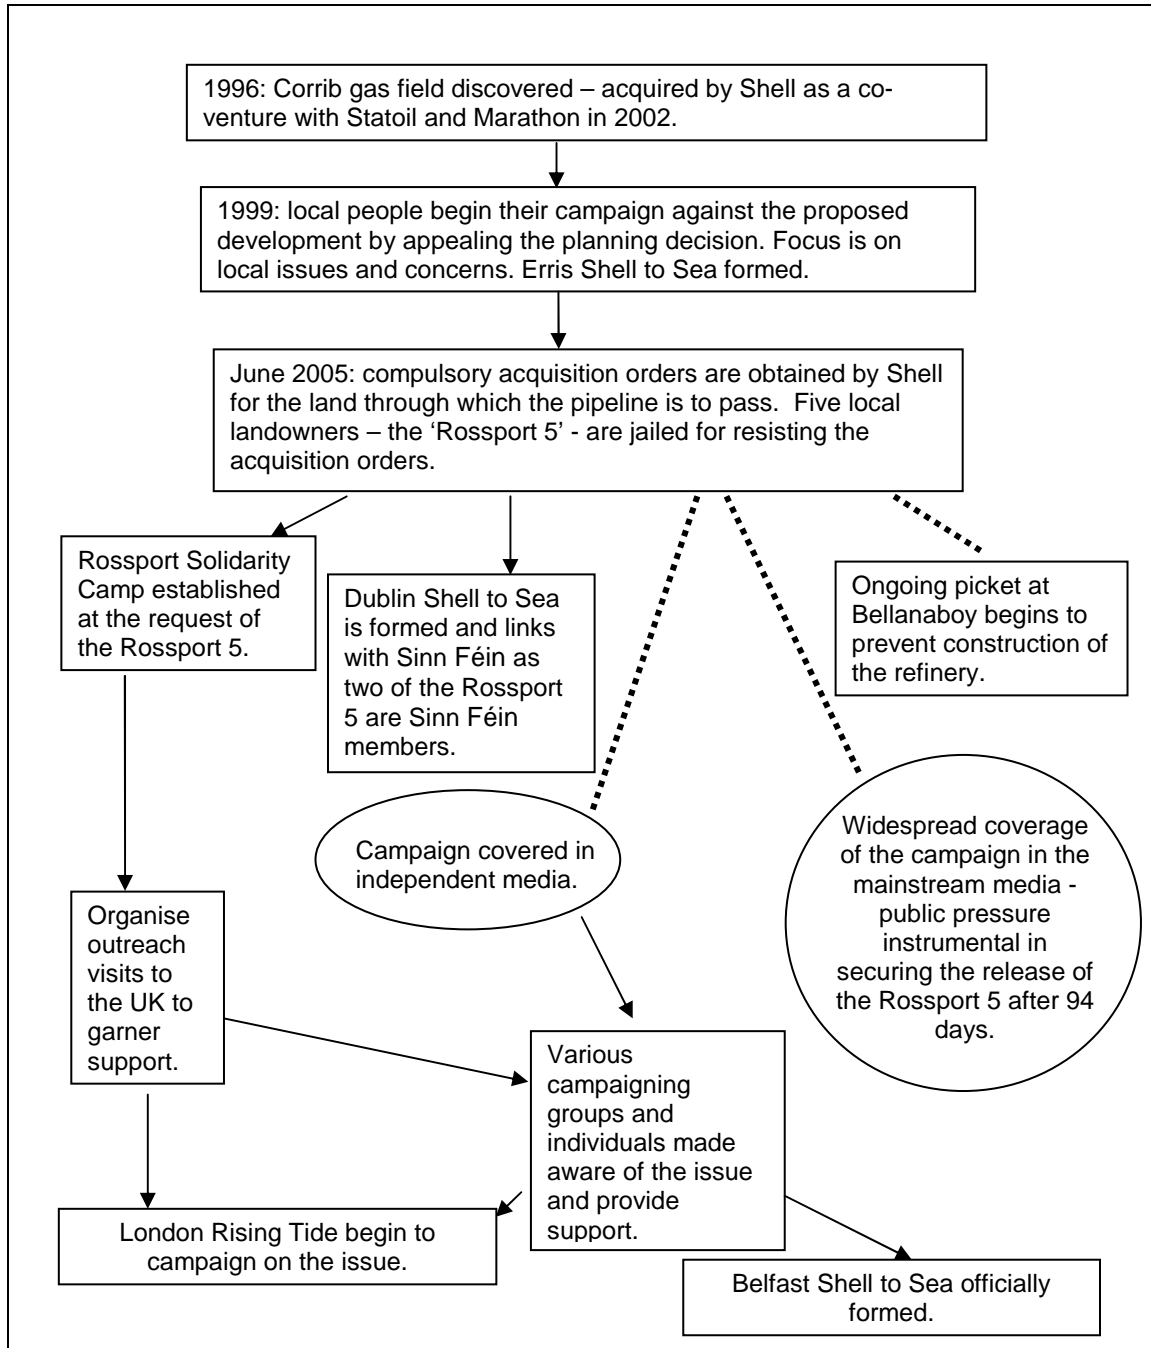 1996: Corrib gas field discovered – acquired by Shell as a co-
venture with Statoil and Marathon in 2002.
1999: local people begin their campaign against the proposed
development by appealing the planning decision. Focus is on
local issues and concerns. Erris Shell to Sea formed.
June 2005: compulsory acquisition orders are obtained by Shell
for the land through which the pipeline is to pass.  Five local
landowners – the ‘Rossport 5’ - are jailed for resisting the
acquisition orders.
Rossport Solidarity
Camp established
at the request of
the Rossport 5.
Dublin Shell to Sea
is formed and links
with Sinn Féin as
two of the Rossport
5 are Sinn Féin
members.
Ongoing picket at
Bellanaboy begins to
prevent construction of
the refinery.
Campaign covered in
independent media.
Widespread coverage
of the campaign in the
mainstream media -
public pressure
instrumental in
securing the release of
the Rossport 5 after 94
days.
Organise
outreach
visits to
the UK to
garner
support.
Various
campaigning
groups and
individuals made
aware of the issue
and provide
support.
London Rising Tide begin to
campaign on the issue.
Belfast Shell to Sea officially
formed.